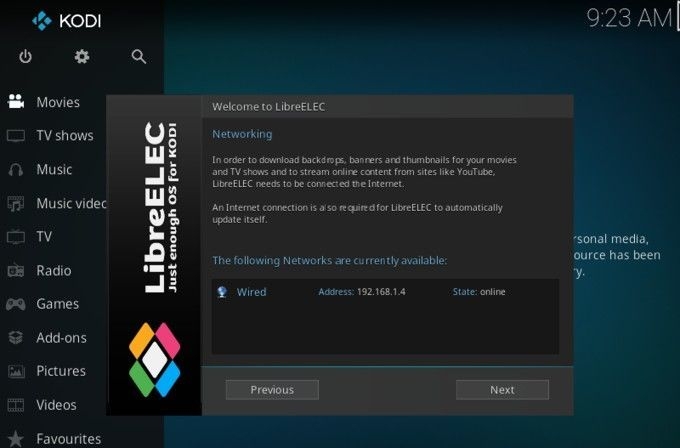 KODI
9:23 AM
Movies
TV shows
Music
Music videc
TV
Radio
Games
Add-ons
Pictures
Videos
Favourites
LibreELEC
Just enough OS for KODI
Welcome to LibreELEC
Networking
In order to download backdrops, banners and thumbnails for your movies
and TV shows and to stream online content from sites like YouTube,
LibreELEC needs to be connected the Internet.
An Internet connection is also required for LibreELEC to automatically
update itself.
The following Networks are currently available:
Wired Address: 192.168.1.4 State: online
Previous Next
rsonal media,
ource has been
ry.